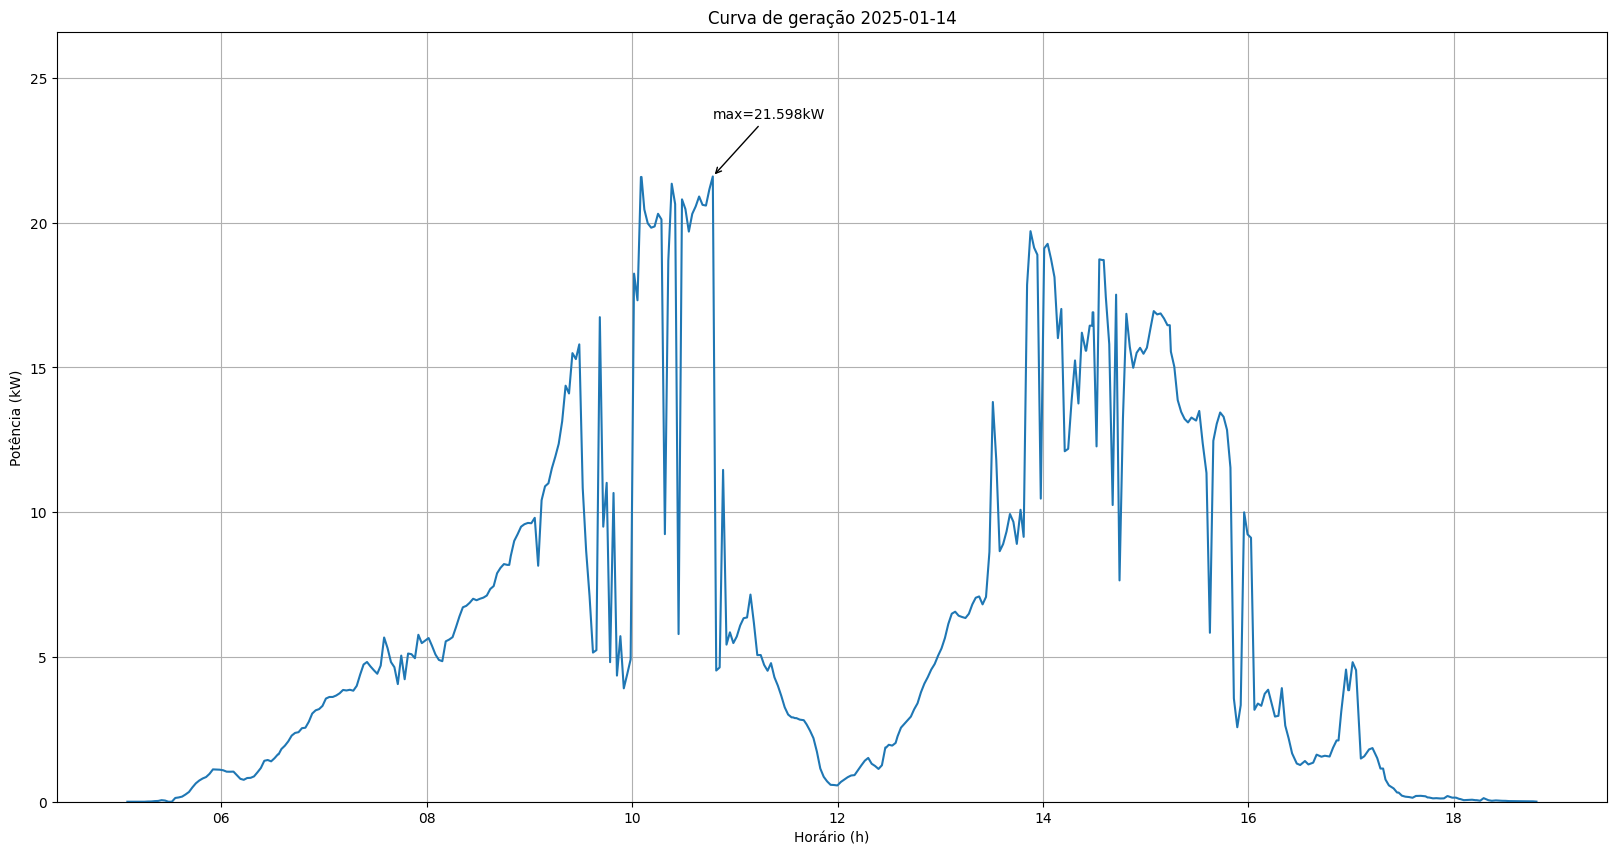 Curva de geração 2025-01-14
max=21.598kW
Potência (kW)
25
20
15
10
5
0
06 08 10 12 14 16 18
Horário (h)